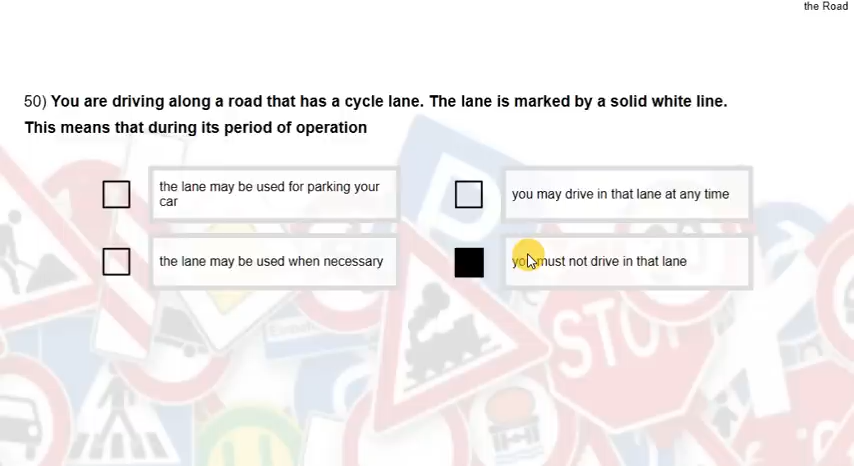 the Road
50) You are driving along a road that has a cycle lane. The lane is marked by a solid white line.
This means that during its period of operation
the lane may be used for parking your
car
you may drive in that lane at any time
the lane may be used when necessary
you must not drive in that lane
STOP
P